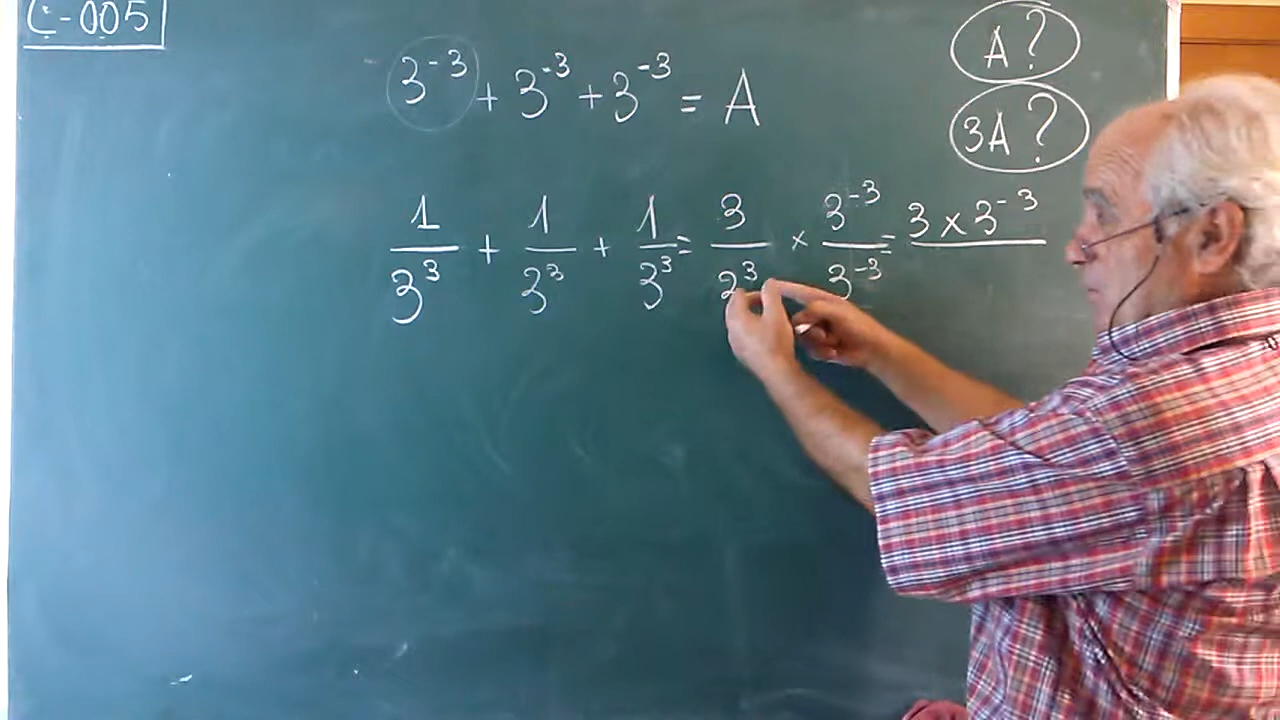 C-005
3⁻³ + 3⁻³ + 3⁻³ = A
A ?
3A ?
1/3³ + 1/3³ + 1/3³ = 3/3³ × 3⁻³/3⁻³ = 3 × 3⁻³